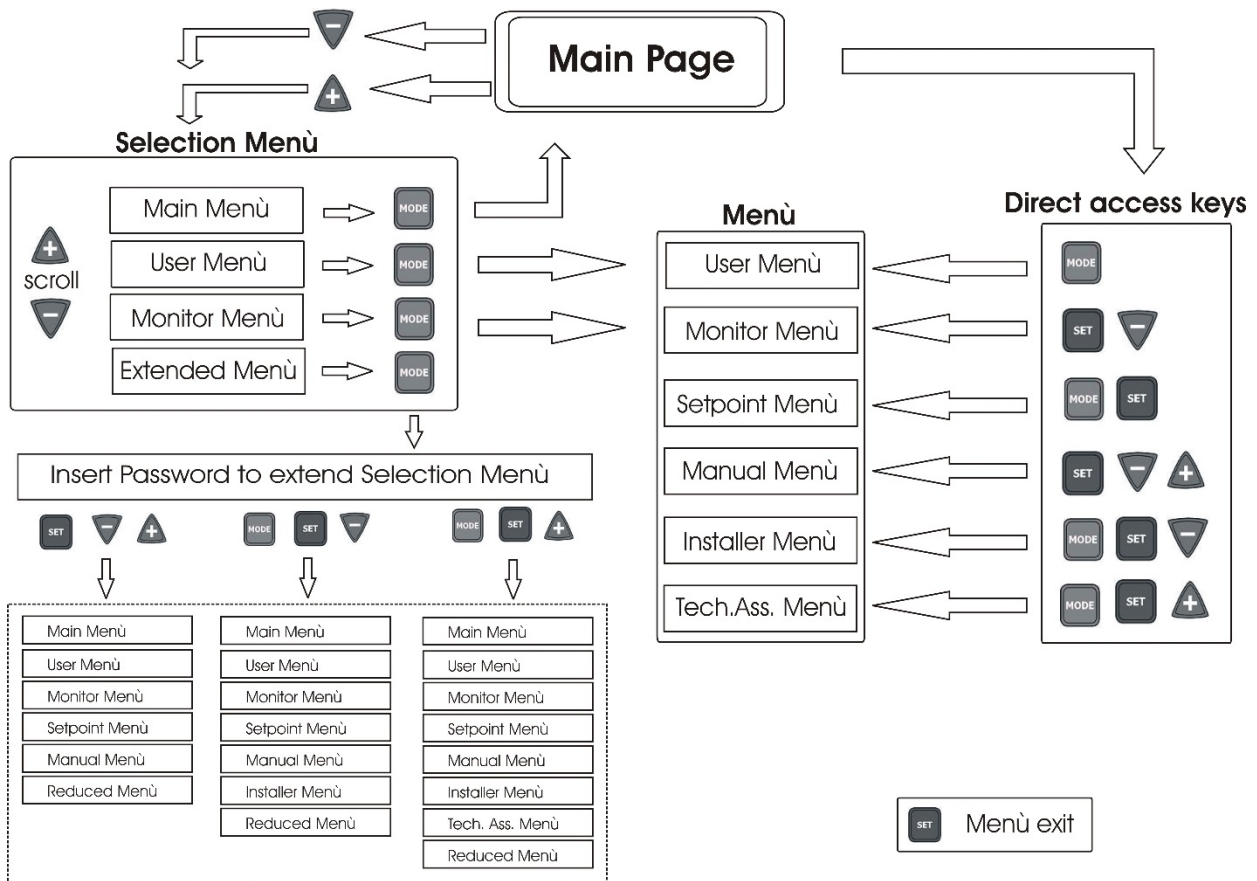 Main Page
−
+
Selection Menù
Main Menù
MODE
User Menù
MODE
Monitor Menù
MODE
Extended Menù
MODE
+
scroll
−
Insert Password to extend Selection Menù
SET − +
MODE SET −
MODE SET +
Main Menù
User Menù
Monitor Menù
Setpoint Menù
Manual Menù
Reduced Menù
Main Menù
User Menù
Monitor Menù
Setpoint Menù
Manual Menù
Installer Menù
Reduced Menù
Main Menù
User Menù
Monitor Menù
Setpoint Menù
Manual Menù
Installer Menù
Tech. Ass. Menù
Reduced Menù
Menù
User Menù
Monitor Menù
Setpoint Menù
Manual Menù
Installer Menù
Tech.Ass. Menù
Direct access keys
MODE
SET −
MODE SET
SET − +
MODE SET −
MODE SET +
SET Menù exit